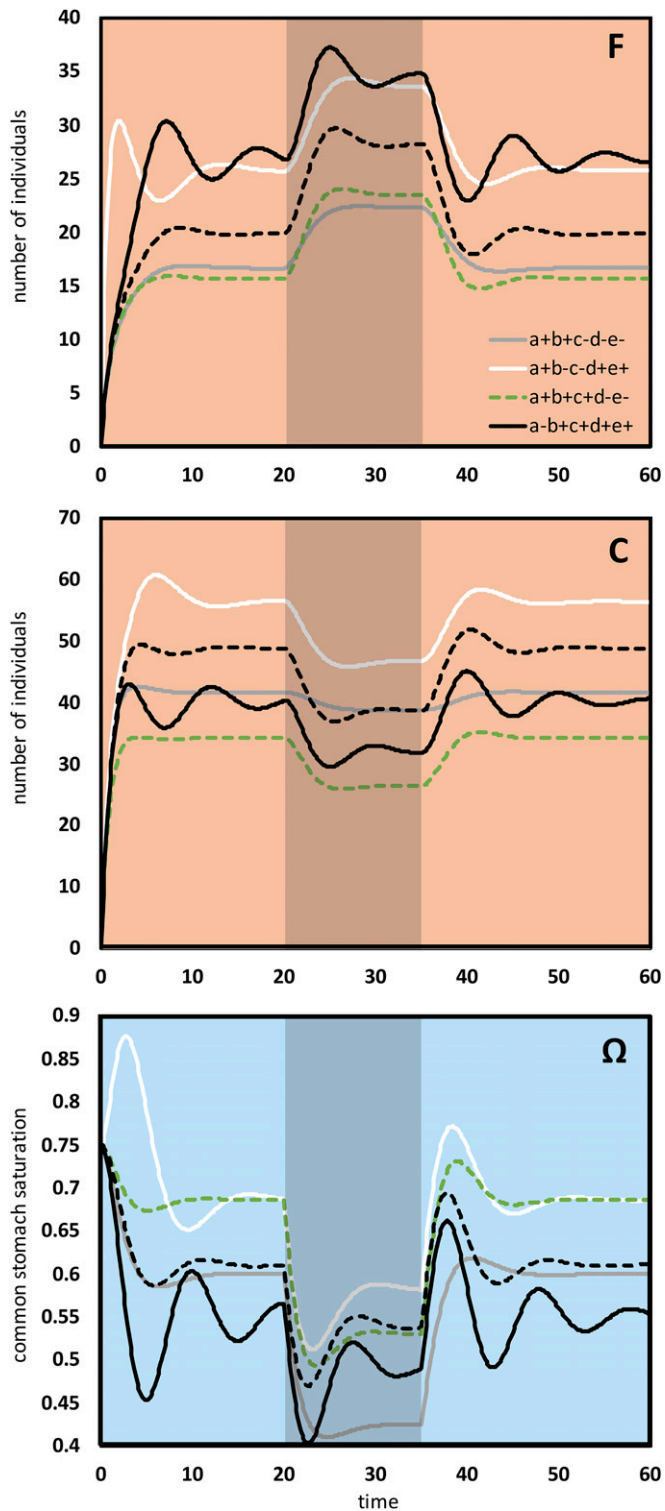 40
35
30
25
20
15
10
5
0
number of individuals
F
a+b+c-d-e-
a+b-c-d+e+
a+b+c+d-e-
a-b+c+d+e+
0 10 20 30 40 50 60
70
60
50
40
30
20
10
0
number of individuals
C
0 10 20 30 40 50 60
0.9
0.85
0.8
0.75
0.7
0.65
0.6
0.55
0.5
0.45
0.4
common stomach saturation
Ω
0 10 20 30 40 50 60
time